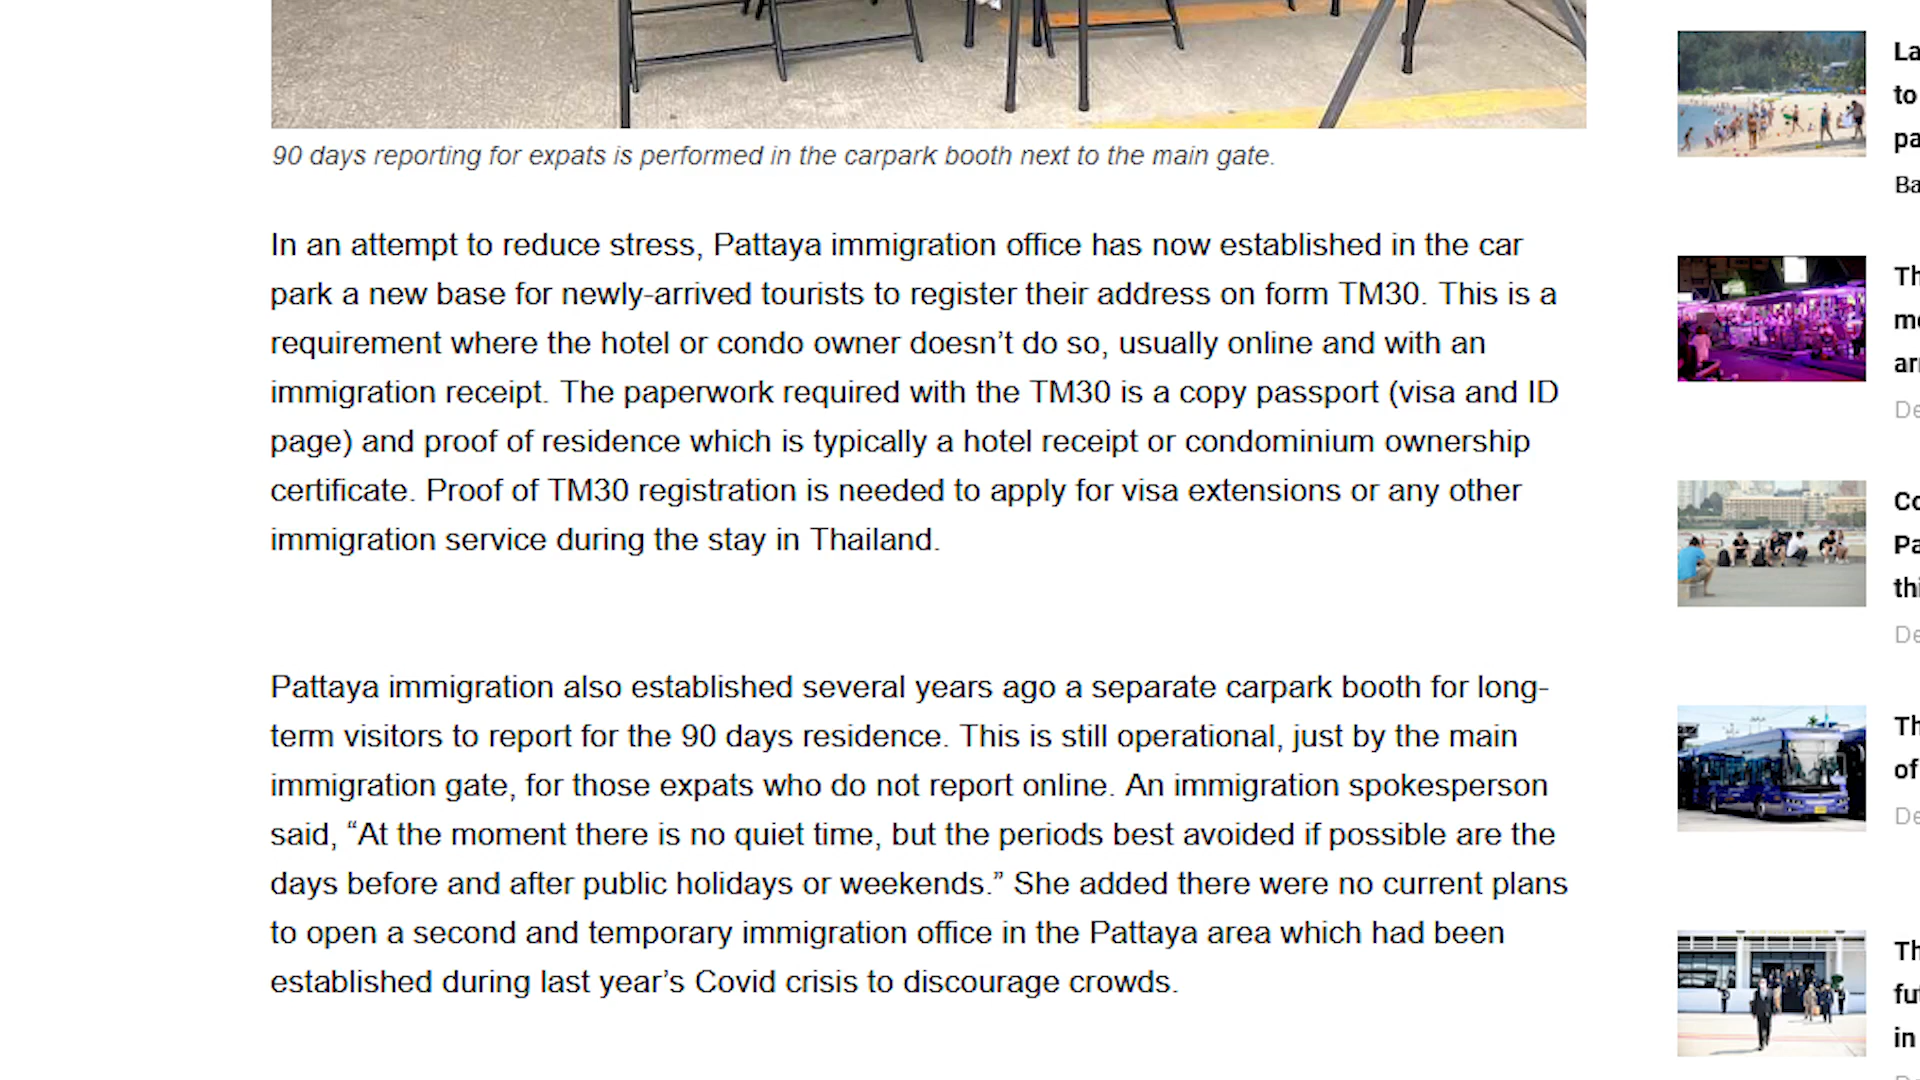 90 days reporting for expats is performed in the carpark booth next to the main gate.
In an attempt to reduce stress, Pattaya immigration office has now established in the car
park a new base for newly-arrived tourists to register their address on form TM30. This is a
requirement where the hotel or condo owner doesn’t do so, usually online and with an
immigration receipt. The paperwork required with the TM30 is a copy passport (visa and ID
page) and proof of residence which is typically a hotel receipt or condominium ownership
certificate. Proof of TM30 registration is needed to apply for visa extensions or any other
immigration service during the stay in Thailand.
Pattaya immigration also established several years ago a separate carpark booth for long-
term visitors to report for the 90 days residence. This is still operational, just by the main
immigration gate, for those expats who do not report online. An immigration spokesperson
said, “At the moment there is no quiet time, but the periods best avoided if possible are the
days before and after public holidays or weekends.” She added there were no current plans
to open a second and temporary immigration office in the Pattaya area which had been
established during last year’s Covid crisis to discourage crowds.
to
of
in